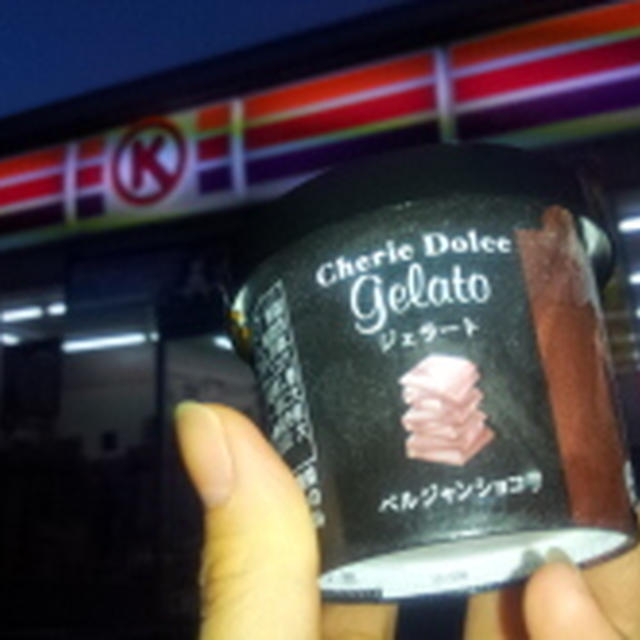 K
Cherie Dolce
Gelato
ジェラート
ベルジャンショコラ